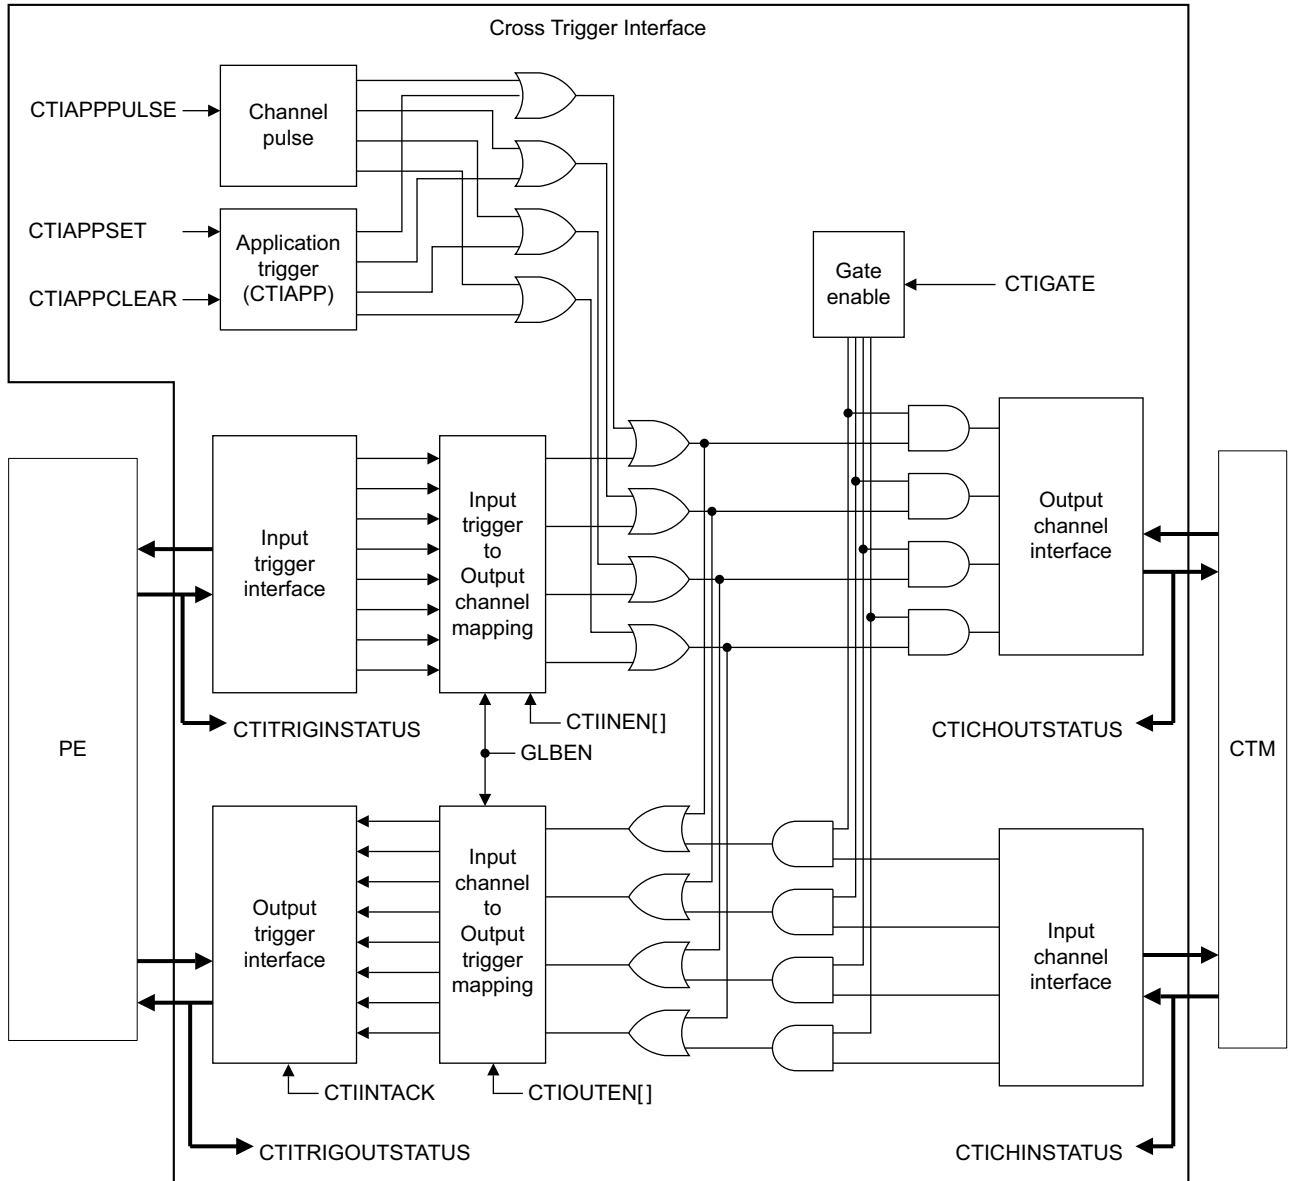 Cross Trigger Interface
CTIAPPPULSE
Channel
pulse
CTIAPPSET
Application
trigger
(CTIAPP)
CTIAPPCLEAR
Gate
enable
CTIGATE
PE
Input
trigger
interface
Input
trigger
to
Output
channel
mapping
Output
channel
interface
CTM
CTITRIGINSTATUS
CTIINEN[]
GLBEN
CTICHOUTSTATUS
Output
trigger
interface
Input
channel
to
Output
trigger
mapping
Input
channel
interface
CTIINTACK
CTIOUTEN[]
CTITRIGOUTSTATUS
CTICHINSTATUS